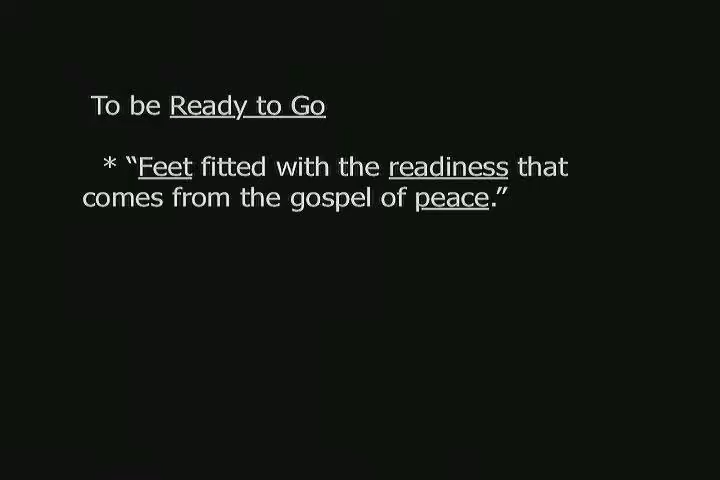 To be Ready to Go
* “Feet fitted with the readiness that
comes from the gospel of peace.”